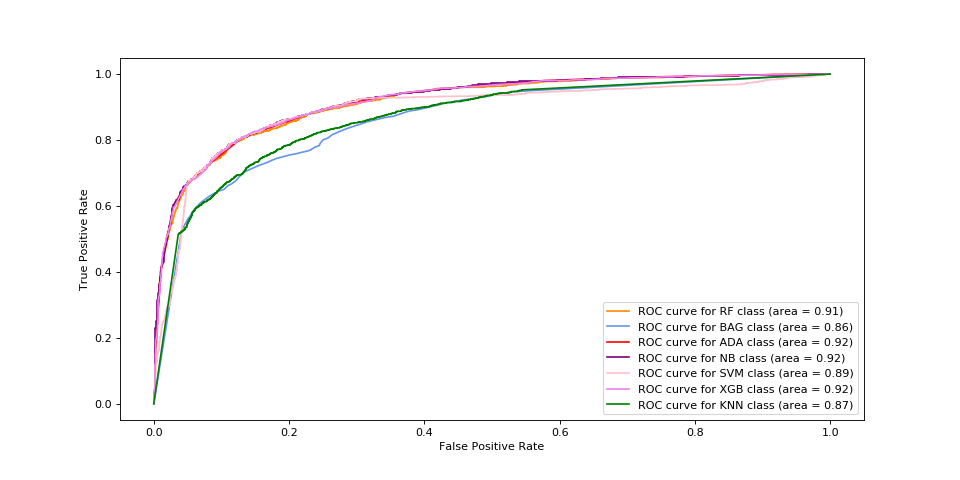 1.0
0.8
0.6
0.4
0.2
0.0
True Positive Rate
ROC curve for RF class (area = 0.91)
ROC curve for BAG class (area = 0.86)
ROC curve for ADA class (area = 0.92)
ROC curve for NB class (area = 0.92)
ROC curve for SVM class (area = 0.89)
ROC curve for XGB class (area = 0.92)
ROC curve for KNN class (area = 0.87)
0.0 0.2 0.4 0.6 0.8 1.0
False Positive Rate